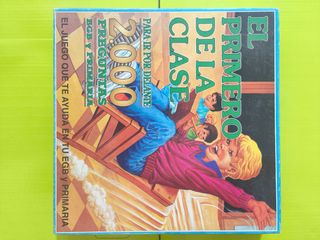 EL PRIMERO
DE LA
CLASE
PARA IR POR DELANTE
2000
PREGUNTAS
EGB Y PRIMARIA
EL JUEGO QUE TE AYUDA EN TU EGB Y PRIMARIA